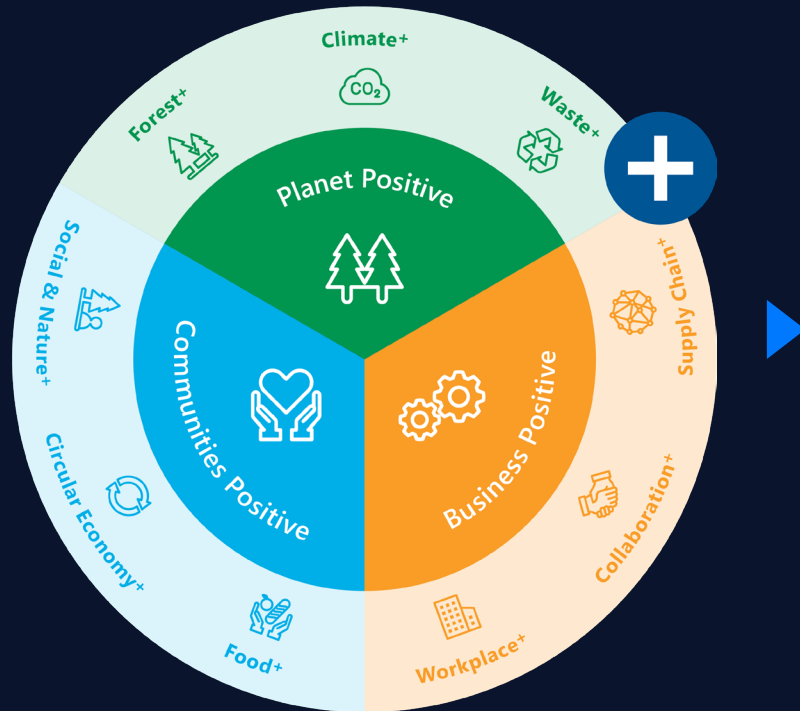 Climate+
CO₂
Forest+
Waste+
Planet Positive
Social & Nature+
Supply Chain+
Communities Positive
Business Positive
Circular Economy+
Collaboration+
Food+
Workplace+